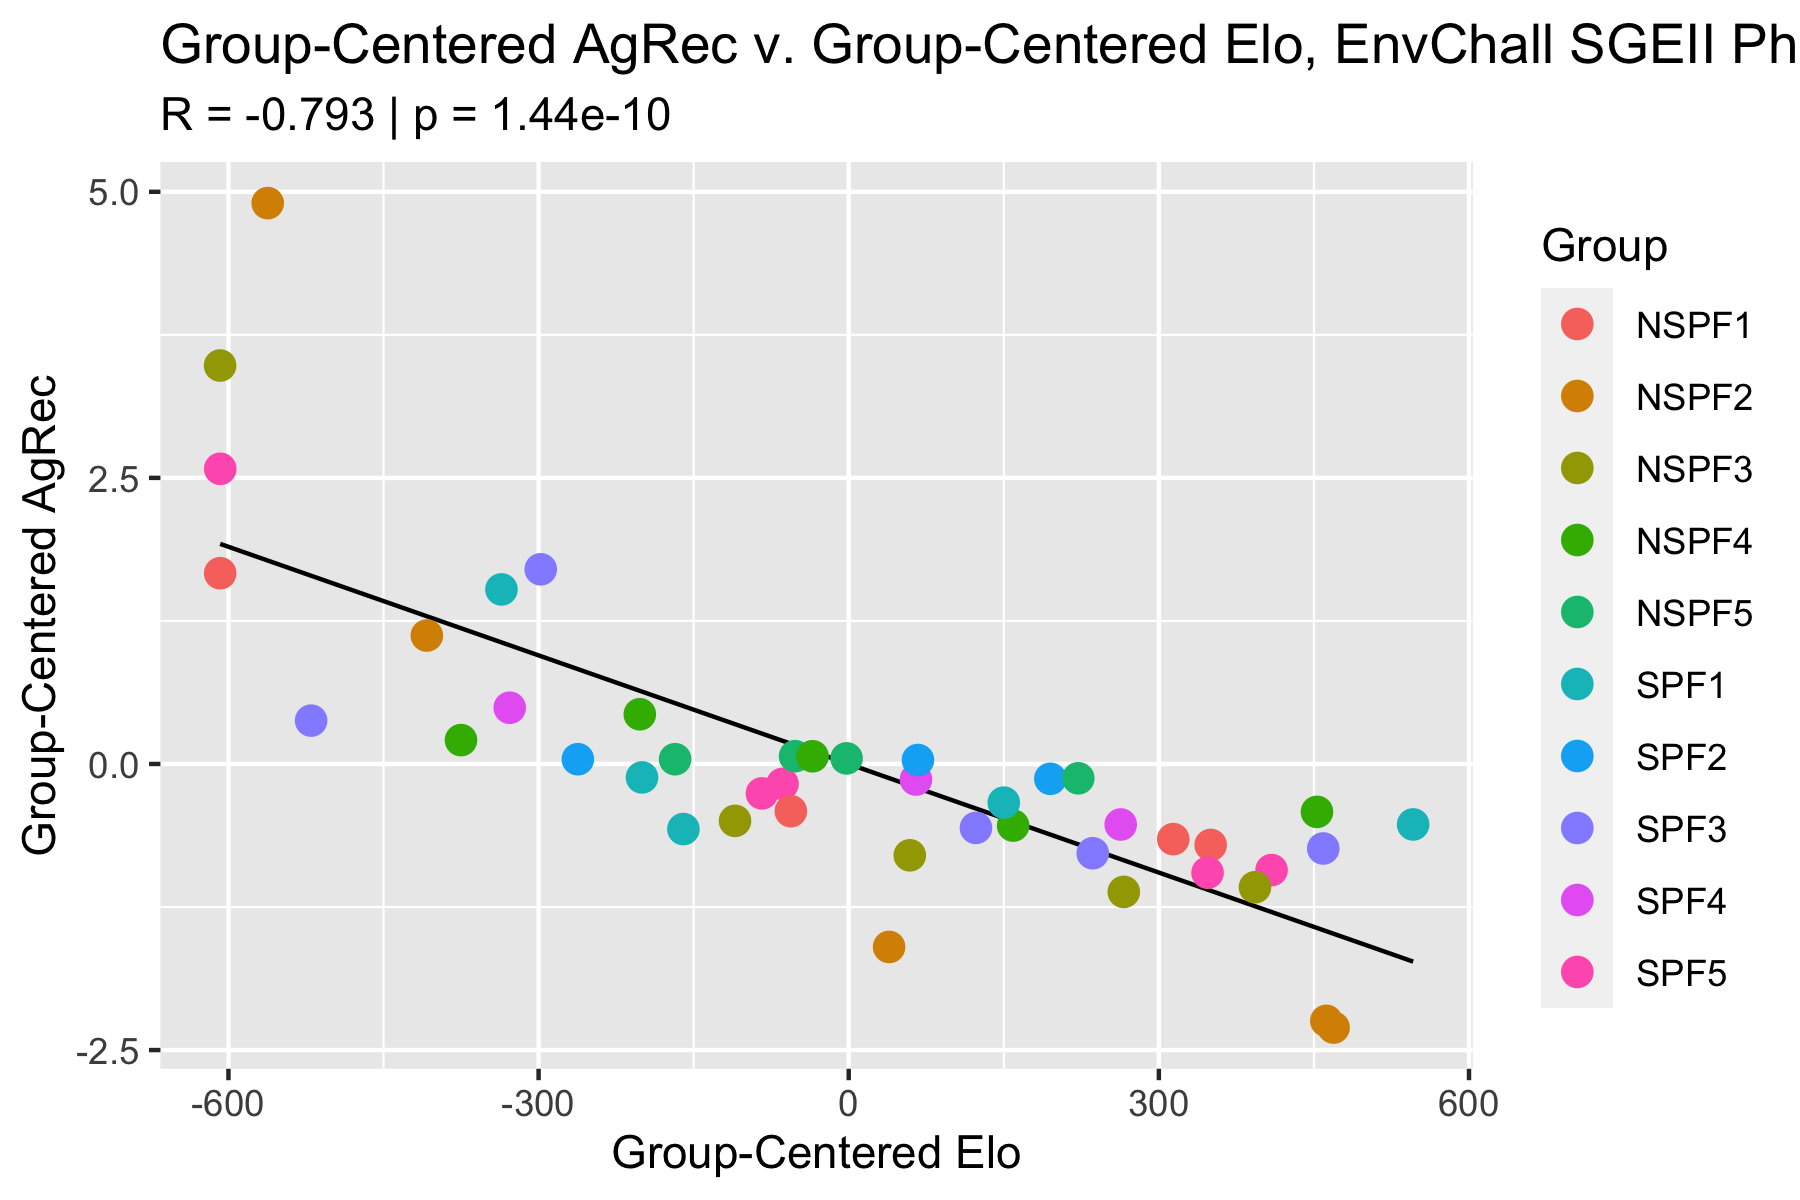 Group-Centered AgRec v. Group-Centered Elo, EnvChall SGEII Ph
R = -0.793 | p = 1.44e-10
5.0
2.5
0.0
-2.5
Group-Centered AgRec
-600
-300
0
300
600
Group-Centered Elo
Group
NSPF1
NSPF2
NSPF3
NSPF4
NSPF5
SPF1
SPF2
SPF3
SPF4
SPF5